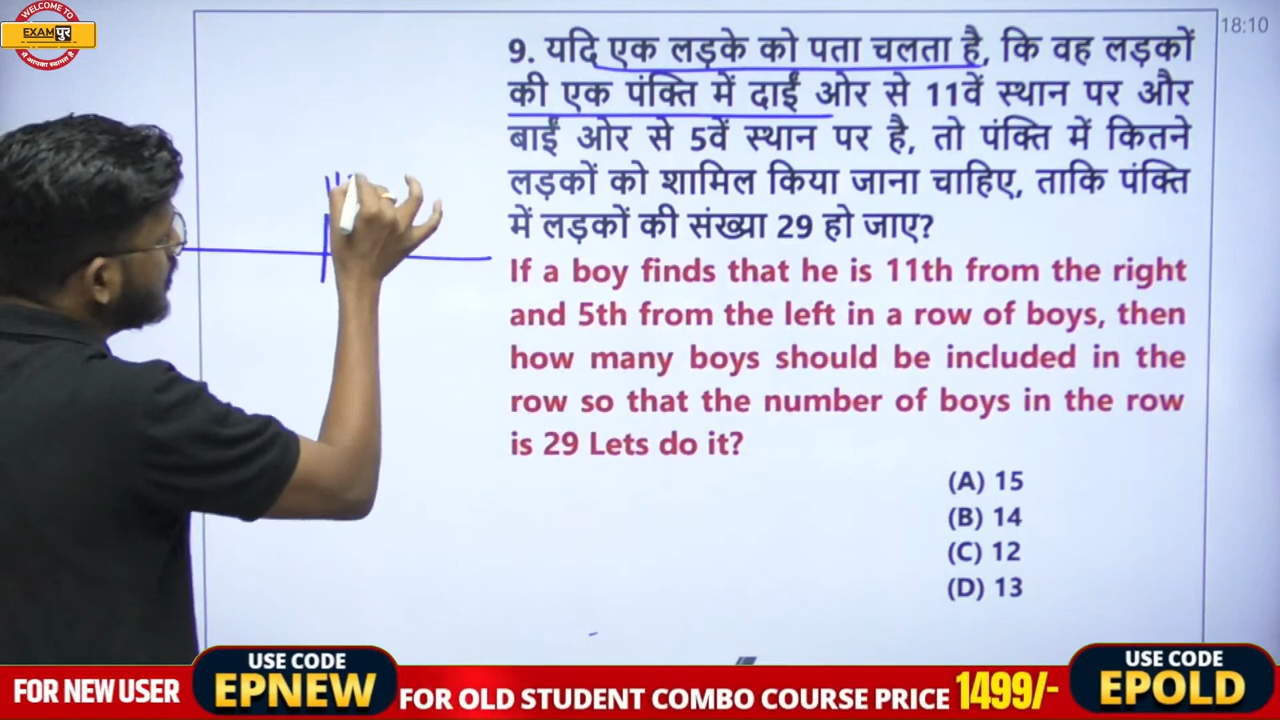 WELCOME TO
EXAMपुर
में आपका स्वागत है
18:10
9. यदि एक लड़के को पता चलता है, कि वह लड़कों
की एक पंक्ति में दाईं ओर से 11वें स्थान पर और
बाईं ओर से 5वें स्थान पर है, तो पंक्ति में कितने
लड़कों को शामिल किया जाना चाहिए, ताकि पंक्ति
में लड़कों की संख्या 29 हो जाए?
If a boy finds that he is 11th from the right
and 5th from the left in a row of boys, then
how many boys should be included in the
row so that the number of boys in the row
is 29 Lets do it?
(A) 15
(B) 14
(C) 12
(D) 13
FOR NEW USER
USE CODE
EPNEW
FOR OLD STUDENT COMBO COURSE PRICE 1499/-
USE CODE
EPOLD